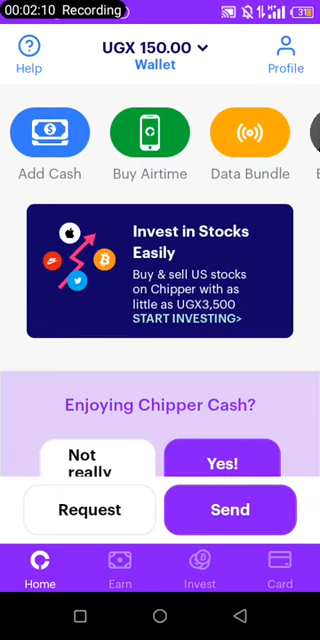 00:02:10 Recording
31
UGX 150.00
Wallet
Help
Profile
Add Cash
Buy Airtime
Data Bundle
Invest in Stocks
Easily
Buy & sell US stocks
on Chipper with as
little as UGX3,500
START INVESTING>
Enjoying Chipper Cash?
Not
really
Yes!
Request
Send
Home
Earn
Invest
Card